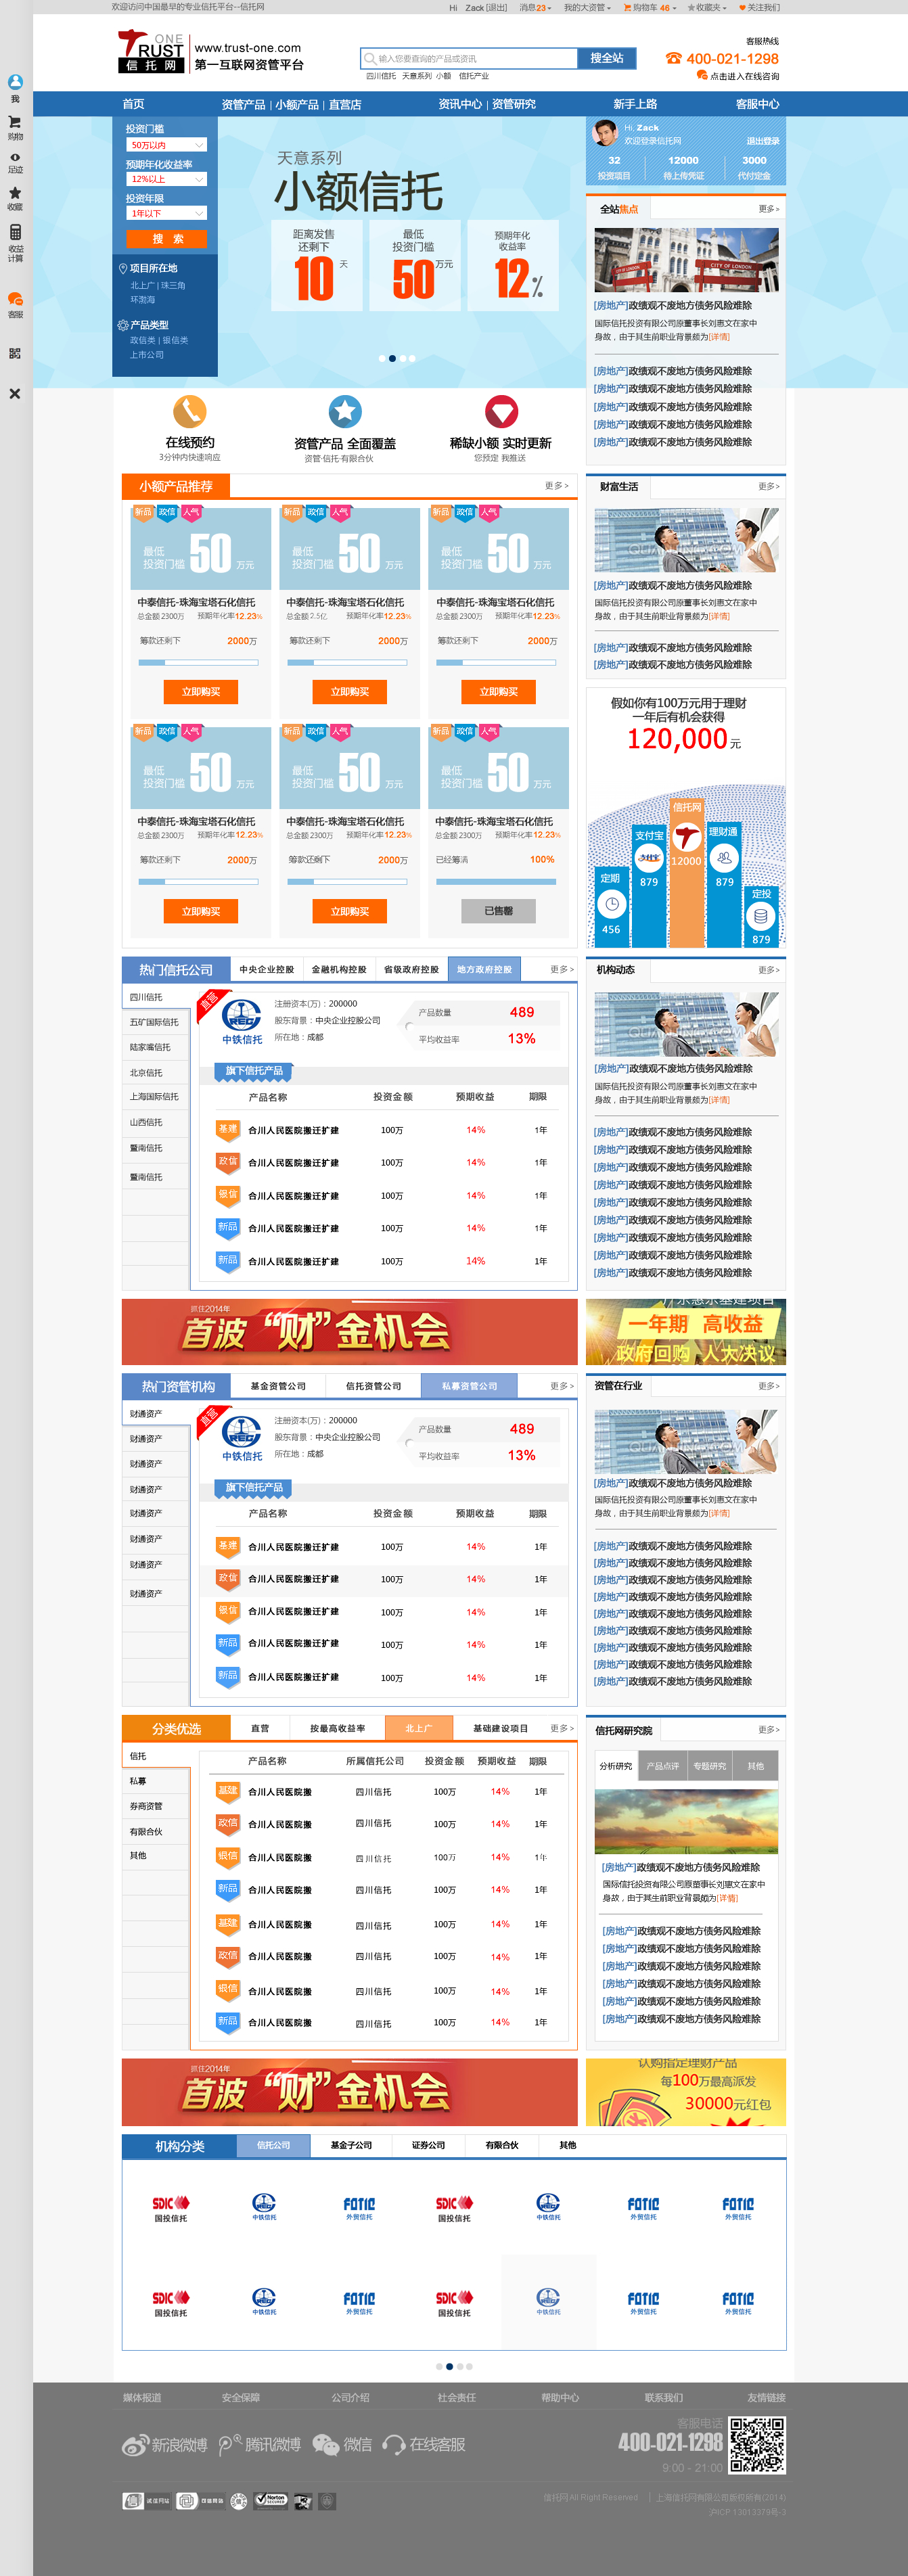 欢迎访问中国最早的专业信托平台--信托网
Hi Zack [退出] 消息23 我的大资管 购物车 46 收藏夹 关注我们
TRUST ONE 信托网
www.trust-one.com
第一互联网资管平台
输入您要查询的产品或资讯
搜全站
四川信托 天意系列 小额 信托产业
客服热线
400-021-1298
点击进入在线咨询
我
购物
足迹
收藏
收益计算
客服
首页 资管产品 | 小额产品 | 直营店 资讯中心 | 资管研究 新手上路 客服中心
投资门槛
50万以内
预期年化收益率
12%以上
投资年限
1年以下
搜 索
项目所在地
北上广 | 珠三角
环渤海
产品类型
政信类 | 银信类
上市公司
天意系列
小额信托
距离发售还剩下 10 天
最低投资门槛 50 万元
预期年化收益率 12%
Hi, Zack
欢迎登录信托网 退出登录
32 12000 3000
投资项目 待上传凭证 代付定金
全站焦点 更多>
CITY OF LONDON
[房地产]政绩观不废地方债务风险难除
国际信托投资有限公司原董事长刘惠文在家中
身故，由于其生前职业背景颇为[详情]
[房地产]政绩观不废地方债务风险难除
[房地产]政绩观不废地方债务风险难除
[房地产]政绩观不废地方债务风险难除
[房地产]政绩观不废地方债务风险难除
[房地产]政绩观不废地方债务风险难除
在线预约
3分钟内快速响应
资管产品 全面覆盖
资管·信托·有限合伙
稀缺小额 实时更新
您预定 我推送
小额产品推荐 更多>
新品 政信 人气 新品 政信 人气 新品 政信 人气
最低投资门槛 50 万元 最低投资门槛 50 万元 最低投资门槛 50 万元
中泰信托-珠海宝塔石化信托 中泰信托-珠海宝塔石化信托 中泰信托-珠海宝塔石化信托
总金额2300万 预期年化率12.23% 总金额 2.5亿 预期年化率12.23% 总金额2300万 预期年化率12.23%
筹款还剩下 2000万 筹款还剩下 2000万 筹款还剩下 2000万
立即购买 立即购买 立即购买
新品 政信 人气 新品 政信 人气 新品 政信 人气
最低投资门槛 50 万元 最低投资门槛 50 万元 最低投资门槛 50 万元
中泰信托-珠海宝塔石化信托 中泰信托-珠海宝塔石化信托 中泰信托-珠海宝塔石化信托
总金额2300万 预期年化率12.23% 总金额2300万 预期年化率12.23% 总金额2300万 预期年化率12.23%
筹款还剩下 2000万 筹款还剩下 2000万 已经筹满 100%
立即购买 立即购买 已售罄
财富生活 更多>
[房地产]政绩观不废地方债务风险难除
国际信托投资有限公司原董事长刘惠文在家中
身故，由于其生前职业背景颇为[详情]
[房地产]政绩观不废地方债务风险难除
[房地产]政绩观不废地方债务风险难除
假如你有100万元用于理财
一年后有机会获得
120,000 元
定期 456
支付宝 879
信托网 12000
理财通 879
定投 879
热门信托公司 中央企业控股 金融机构控股 省级政府控股 地方政府控股 更多>
四川信托
五矿国际信托
陆家嘴信托
北京信托
上海国际信托
山西信托
暨南信托
暨南信托
直营
中铁信托
注册资本(万)：200000
股东背景：中央企业控股公司
所在地：成都
产品数量 489
平均收益率 13%
旗下信托产品
产品名称 投资金额 预期收益 期限
基建 合川人民医院搬迁扩建 100万 14% 1年
政信 合川人民医院搬迁扩建 100万 14% 1年
银信 合川人民医院搬迁扩建 100万 14% 1年
新品 合川人民医院搬迁扩建 100万 14% 1年
新品 合川人民医院搬迁扩建 100万 14% 1年
机构动态 更多>
[房地产]政绩观不废地方债务风险难除
国际信托投资有限公司原董事长刘惠文在家中
身故，由于其生前职业背景颇为[详情]
[房地产]政绩观不废地方债务风险难除
[房地产]政绩观不废地方债务风险难除
[房地产]政绩观不废地方债务风险难除
[房地产]政绩观不废地方债务风险难除
[房地产]政绩观不废地方债务风险难除
[房地产]政绩观不废地方债务风险难除
[房地产]政绩观不废地方债务风险难除
[房地产]政绩观不废地方债务风险难除
[房地产]政绩观不废地方债务风险难除
抓住2014年
首波“财”金机会
一年期 高收益
政府回购 人大决议
热门资管机构 基金资管公司 信托资管公司 私募资管公司 更多>
财通资产
财通资产
财通资产
财通资产
财通资产
财通资产
财通资产
财通资产
直营
中铁信托
注册资本(万)：200000
股东背景：中央企业控股公司
所在地：成都
产品数量 489
平均收益率 13%
旗下信托产品
产品名称 投资金额 预期收益 期限
基建 合川人民医院搬迁扩建 100万 14% 1年
政信 合川人民医院搬迁扩建 100万 14% 1年
银信 合川人民医院搬迁扩建 100万 14% 1年
新品 合川人民医院搬迁扩建 100万 14% 1年
新品 合川人民医院搬迁扩建 100万 14% 1年
资管在行业 更多>
[房地产]政绩观不废地方债务风险难除
国际信托投资有限公司原董事长刘惠文在家中
身故，由于其生前职业背景颇为[详情]
[房地产]政绩观不废地方债务风险难除
[房地产]政绩观不废地方债务风险难除
[房地产]政绩观不废地方债务风险难除
[房地产]政绩观不废地方债务风险难除
[房地产]政绩观不废地方债务风险难除
[房地产]政绩观不废地方债务风险难除
[房地产]政绩观不废地方债务风险难除
[房地产]政绩观不废地方债务风险难除
[房地产]政绩观不废地方债务风险难除
分类优选 直营 按最高收益率 北上广 基础建设项目 更多>
信托
私募
券商资管
有限合伙
其他
产品名称 所属信托公司 投资金额 预期收益 期限
基建 合川人民医院搬 四川信托 100万 14% 1年
政信 合川人民医院搬 四川信托 100万 14% 1年
银信 合川人民医院搬 四川信托 100万 14% 1年
新品 合川人民医院搬 四川信托 100万 14% 1年
基建 合川人民医院搬 四川信托 100万 14% 1年
政信 合川人民医院搬 四川信托 100万 14% 1年
银信 合川人民医院搬 四川信托 100万 14% 1年
新品 合川人民医院搬 四川信托 100万 14% 1年
信托网研究院 更多>
分析研究 产品点评 专题研究 其他
[房地产]政绩观不废地方债务风险难除
国际信托投资有限公司原董事长刘惠文在家中
身故，由于其生前职业背景颇为[详情]
[房地产]政绩观不废地方债务风险难除
[房地产]政绩观不废地方债务风险难除
[房地产]政绩观不废地方债务风险难除
[房地产]政绩观不废地方债务风险难除
[房地产]政绩观不废地方债务风险难除
[房地产]政绩观不废地方债务风险难除
抓住2014年
首波“财”金机会
认购指定理财产品
每100万最高派发
30000元红包
机构分类 信托公司 基金子公司 证券公司 有限合伙 其他
SDIC 国投信托 中铁信托 FOTIC 外贸信托 SDIC 国投信托 中铁信托 FOTIC 外贸信托 FOTIC 外贸信托
SDIC 国投信托 中铁信托 FOTIC 外贸信托 SDIC 国投信托 中铁信托 FOTIC 外贸信托 FOTIC 外贸信托
媒体报道 安全保障 公司介绍 社会责任 帮助中心 联系我们 友情链接
新浪微博 腾讯微博 微信 在线客服
客服电话
400-021-1298
9:00 - 21:00
诚信网站 Norton
信托网 All Right Reserved | 上海信托网有限公司版权所有(2014)
沪ICP 13013379号-3